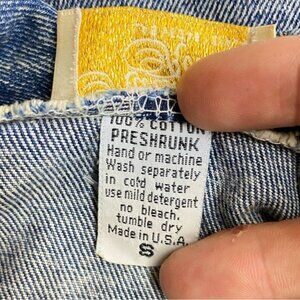 100% COTTON
PRESHRUNK
Hand or machine
Wash separately
in cold water
use mild detergent
no bleach.
tumble dry
Made in U.S.A.
S